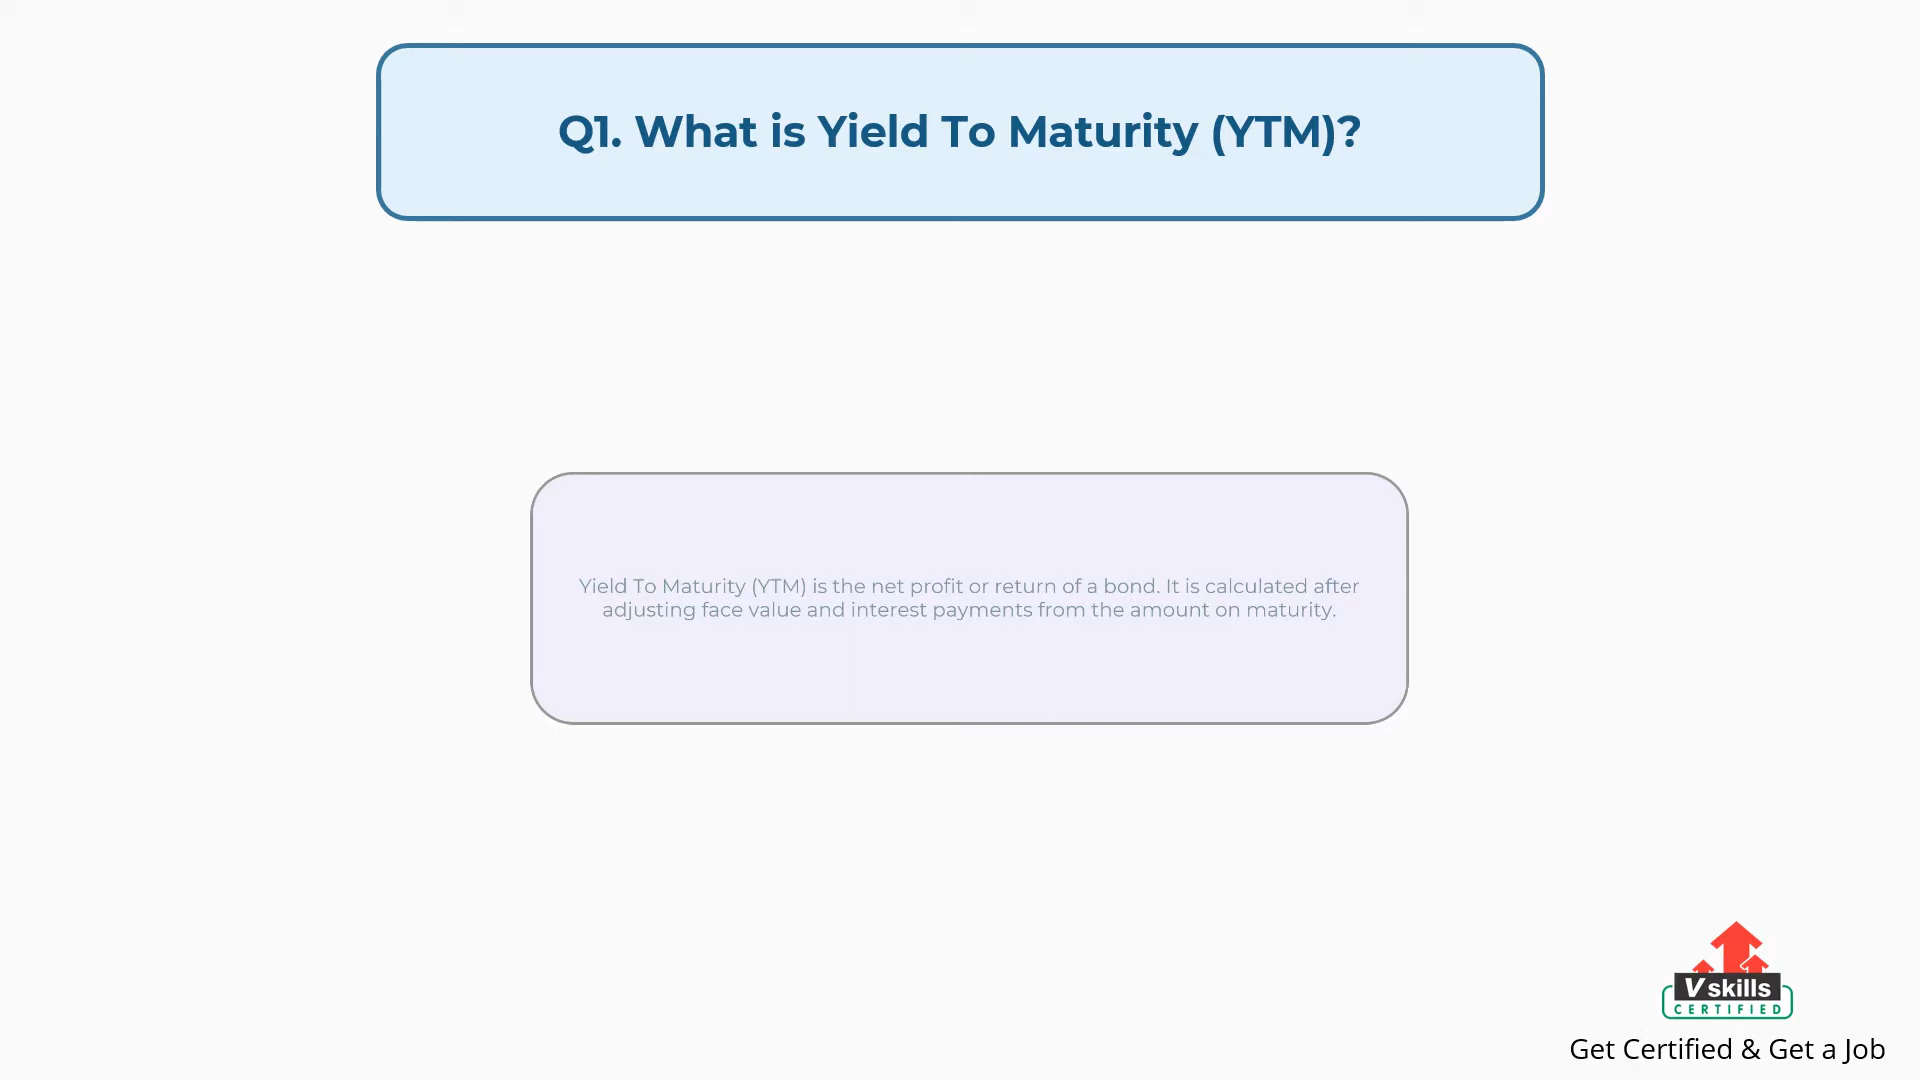 Q1. What is Yield To Maturity (YTM)?
Yield To Maturity (YTM) is the net profit or return of a bond. It is calculated after
adjusting face value and interest payments from the amount on maturity.
Vskills
CERTIFIED
Get Certified & Get a Job